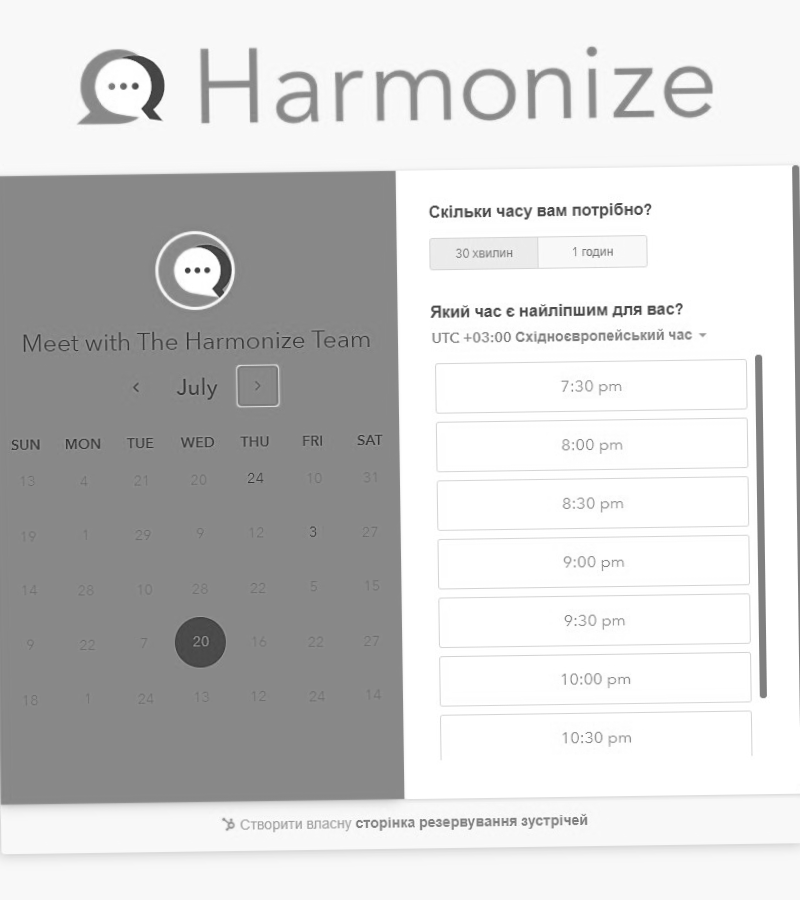 Harmonize
Meet with The Harmonize Team
July
SUN MON TUE WED THU FRI SAT
13 4 21 20 24 10 31
19 1 29 9 12 3 27
14 28 10 28 22 5 15
9 22 7 20 16 22 27
18 1 24 13 12 24 14
Скільки часу вам потрібно?
30 хвилин 1 годин
Який час є найліпшим для вас?
UTC +03:00 Східноєвропейський час
7:30 pm
8:00 pm
8:30 pm
9:00 pm
9:30 pm
10:00 pm
10:30 pm
Створити власну сторінка резервування зустрічей